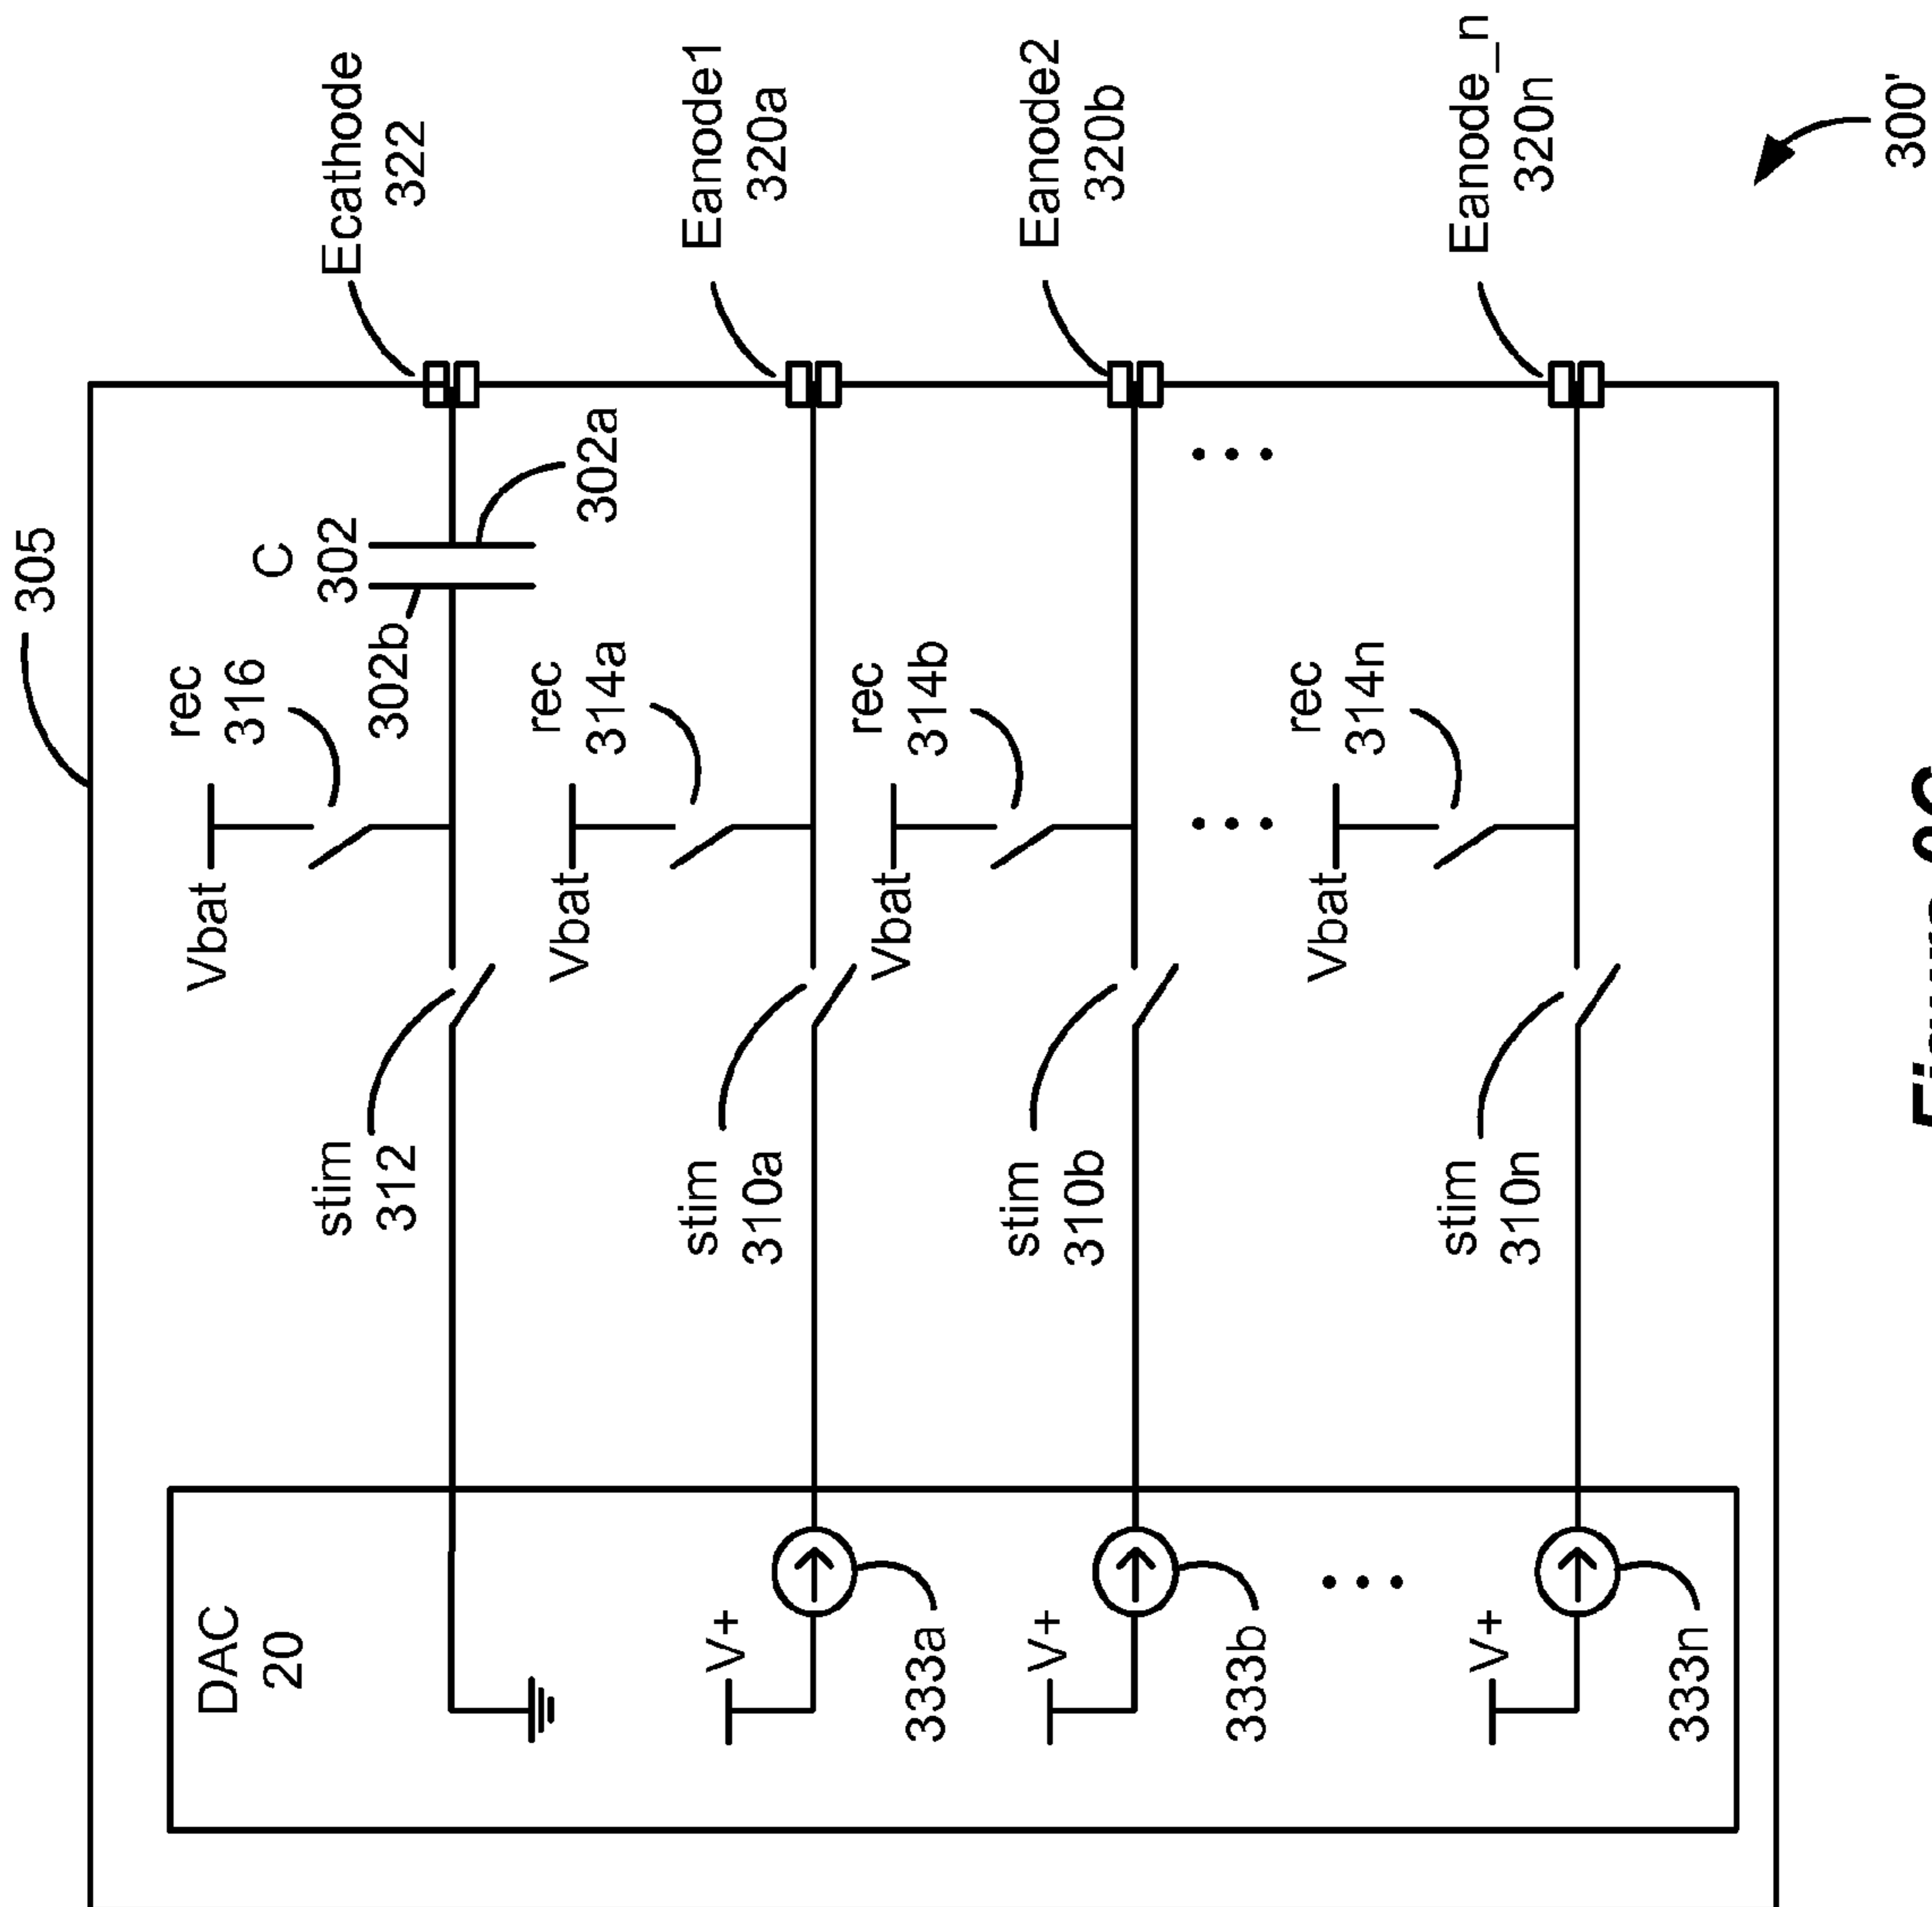 305
DAC
20
Vbat
rec
316
C
302
302b
302a
stim
312
Ecathode
322
V+
333a
stim
310a
Vbat
rec
314a
Eanode1
320a
V+
333b
stim
310b
Vbat
rec
314b
Eanode2
320b
V+
333n
stim
310n
Vbat
rec
314n
Eanode_n
320n
300'
Figure